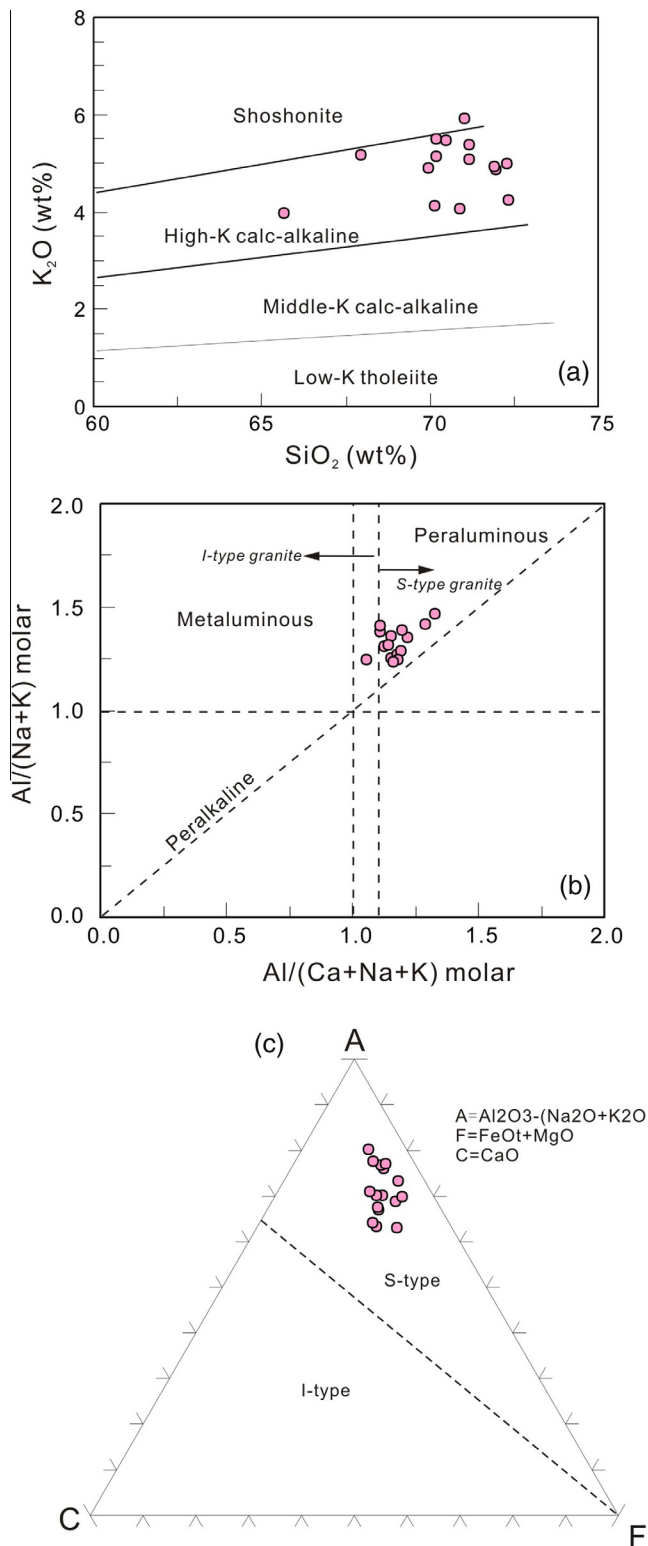 8
6
4
2
0
K₂O (wt%)
Shoshonite
High-K calc-alkaline
Middle-K calc-alkaline
Low-K tholeiite
(a)
60 65 70 75
SiO₂ (wt%)
2.0
1.5
1.0
0.5
0.0
Al/(Na+K) molar
Peraluminous
I-type granite
S-type granite
Metaluminous
Peralkaline
(b)
0.0 0.5 1.0 1.5 2.0
Al/(Ca+Na+K) molar
(c)
A
A=Al2O3-(Na2O+K2O
F=FeOt+MgO
C=CaO
S-type
I-type
C
F